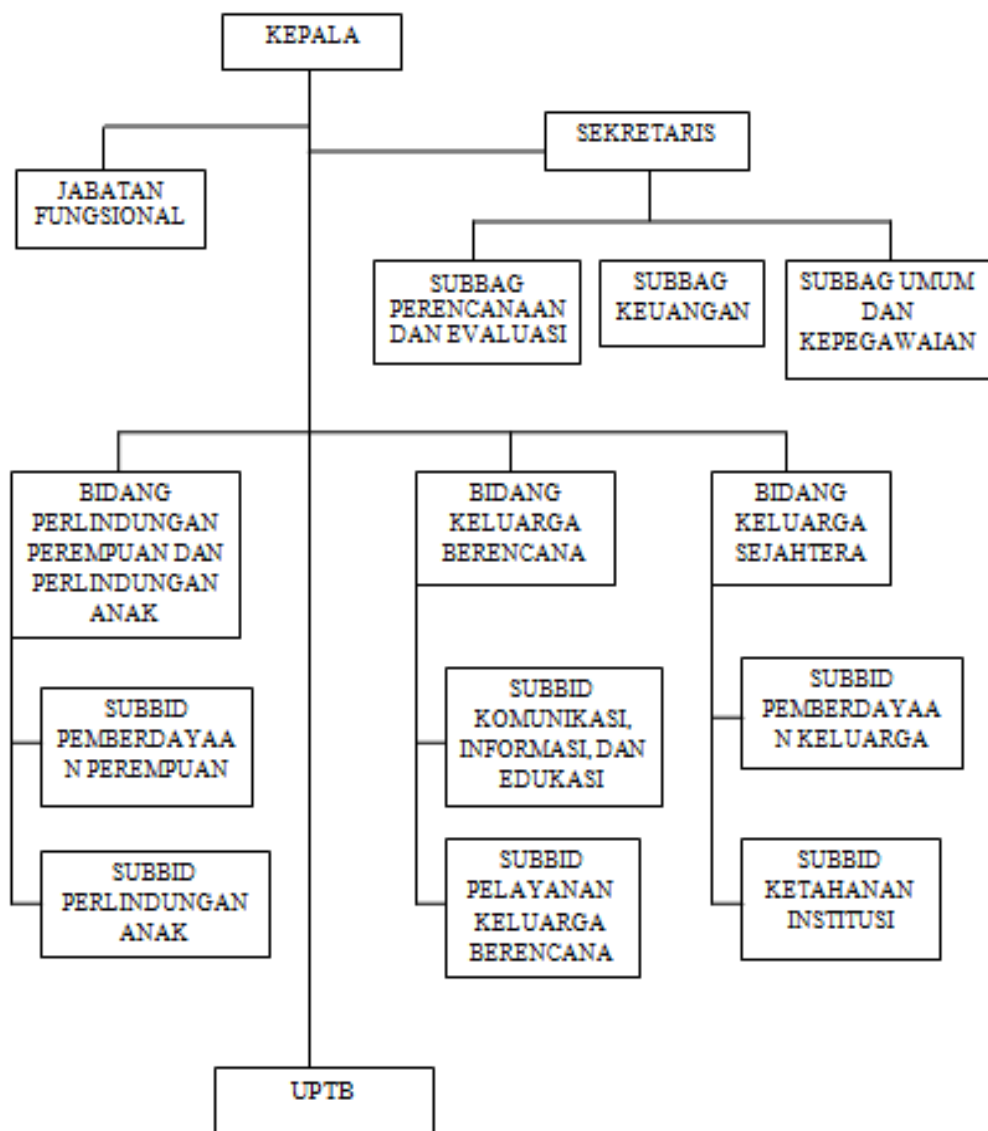 KEPALA
SEKRETARIS
JABATAN
FUNGSIONAL
SUBBAG
PERENCANAAN
DAN EVALUASI
SUBBAG
KEUANGAN
SUBBAG UMUM
DAN
KEPEGAWAIAN
BIDANG
PERLINDUNGAN
PEREMPUAN DAN
PERLINDUNGAN
ANAK
BIDANG
KELUARGA
BERENCANA
BIDANG
KELUARGA
SEJAHTERA
SUBBID
PEMBERDAYAA
N PEREMPUAN
SUBBID
KOMUNIKASI,
INFORMASI, DAN
EDUKASI
SUBBID
PEMBERDAYAA
N KELUARGA
SUBBID
PERLINDUNGAN
ANAK
SUBBID
PELAYANAN
KELUARGA
BERENCANA
SUBBID
KETAHANAN
INSTITUSI
UPTB